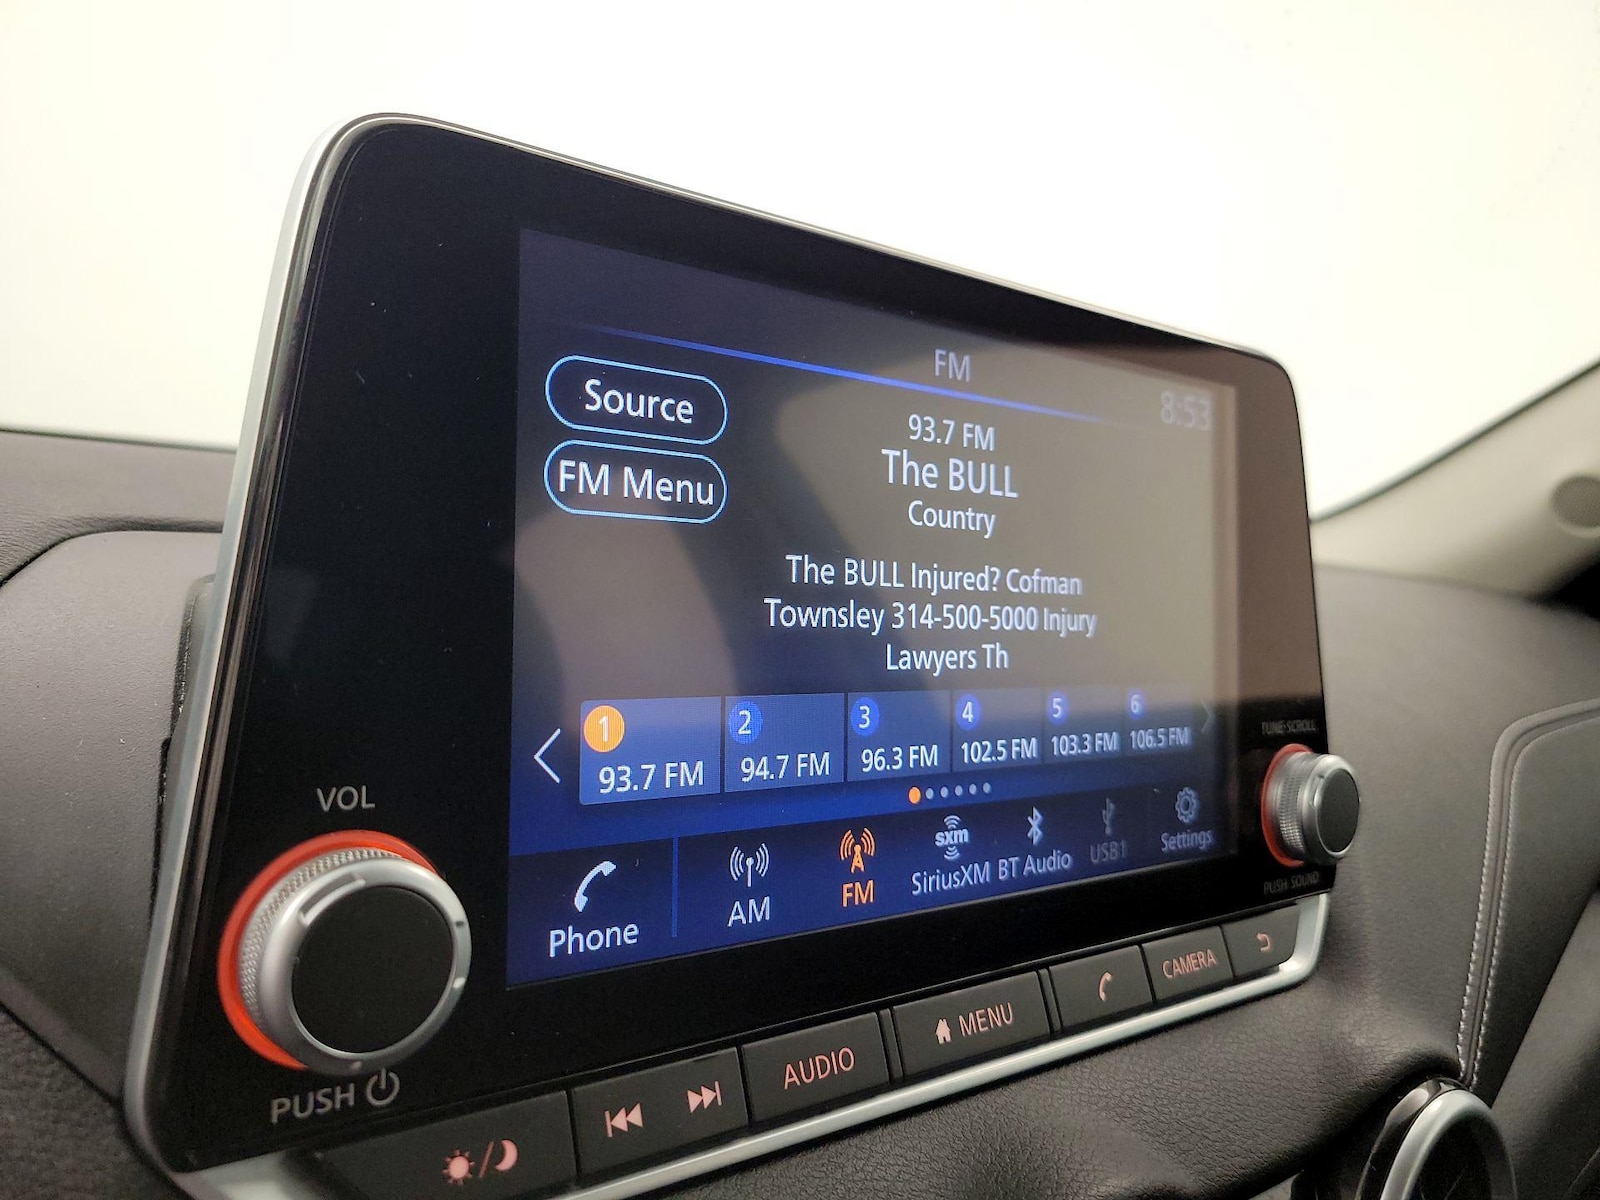 FM
8:53
Source
FM Menu
93.7 FM
The BULL
Country
The BULL Injured? Cofman
Townsley 314-500-5000 Injury
Lawyers Th
1
93.7 FM
2
94.7 FM
3
96.3 FM
4
102.5 FM
5
103.3 FM
6
106.5 FM
Phone
AM
FM
sxm
SiriusXM
BT Audio
USB1
Settings
VOL
PUSH
TUNE·SCROLL
PUSH SOUND
AUDIO
MENU
CAMERA